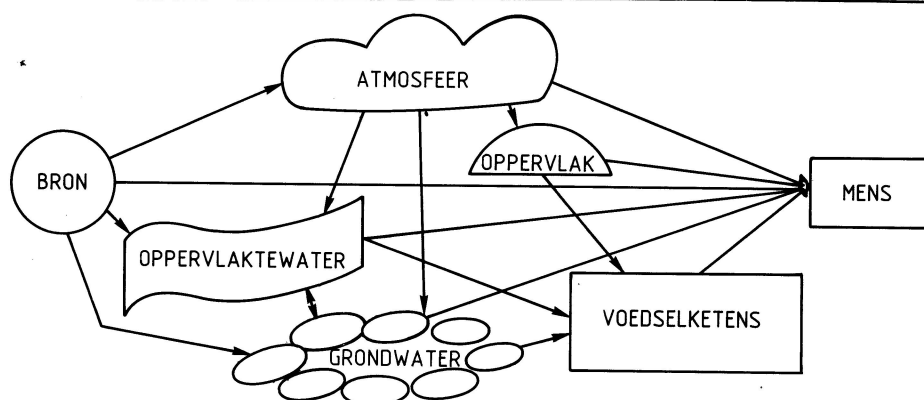 ATMOSFEER
OPPERVLAK
BRON
MENS
OPPERVLAKTEWATER
VOEDSELKETENS
GRONDWATER